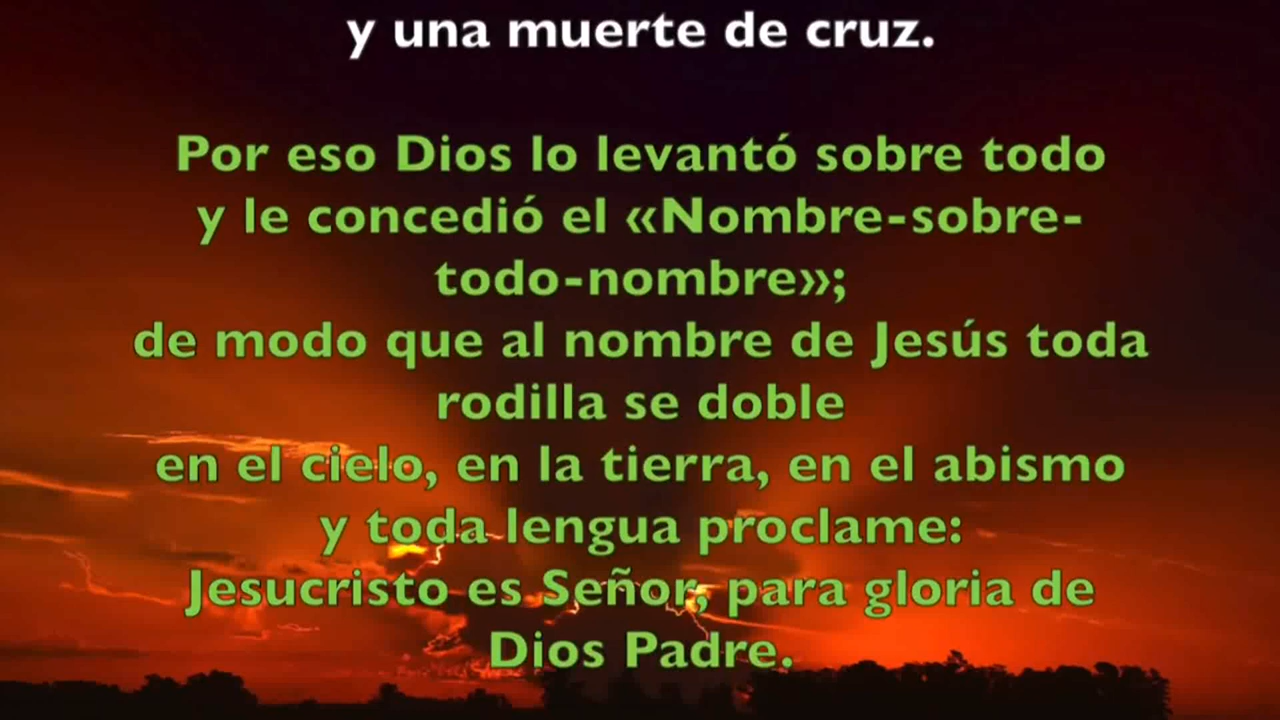 y una muerte de cruz.
Por eso Dios lo levantó sobre todo
y le concedió el «Nombre-sobre-
todo-nombre»;
de modo que al nombre de Jesús toda
rodilla se doble
en el cielo, en la tierra, en el abismo
y toda lengua proclame:
Jesucristo es Señor, para gloria de
Dios Padre.